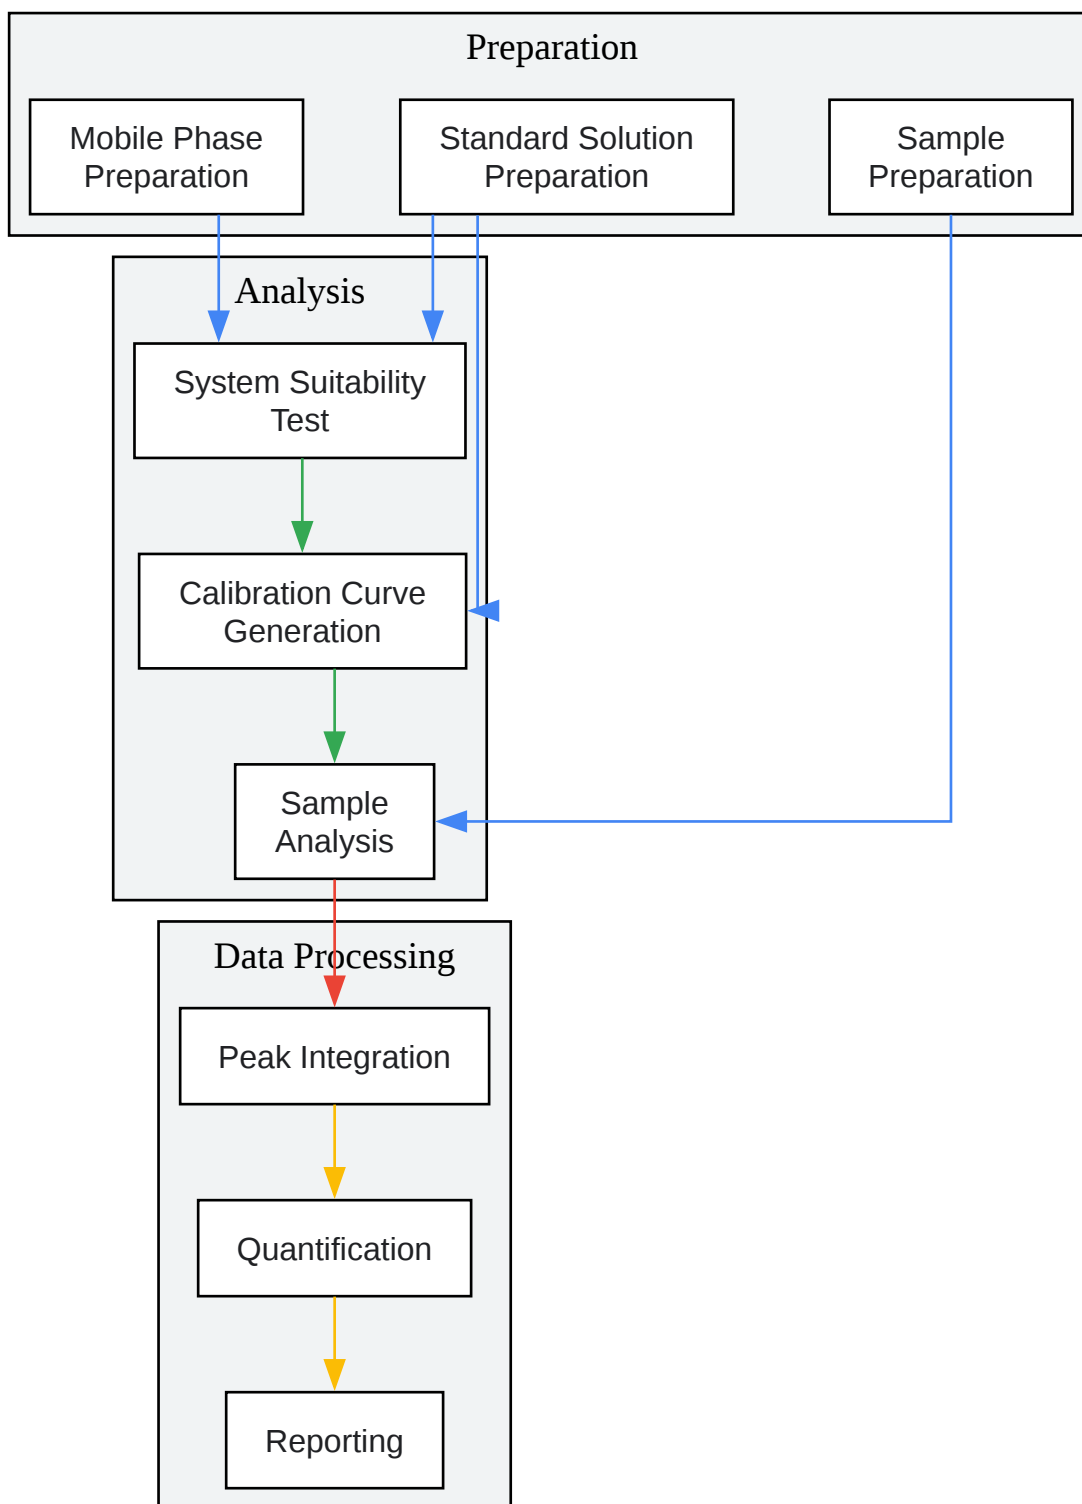 Preparation
Mobile Phase
Preparation
Standard Solution
Preparation
Sample
Preparation
Analysis
System Suitability
Test
Calibration Curve
Generation
Sample
Analysis
Data Processing
Peak Integration
Quantification
Reporting